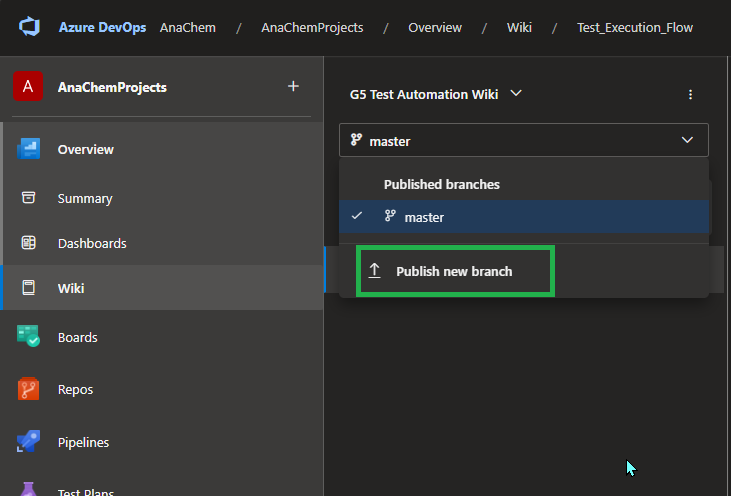 Azure DevOps AnaChem / AnaChemProjects / Overview / Wiki / Test_Execution_Flow
A AnaChemProjects +
Overview
Summary
Dashboards
Wiki
Boards
Repos
Pipelines
Test Plans
G5 Test Automation Wiki
master
Published branches
master
Publish new branch